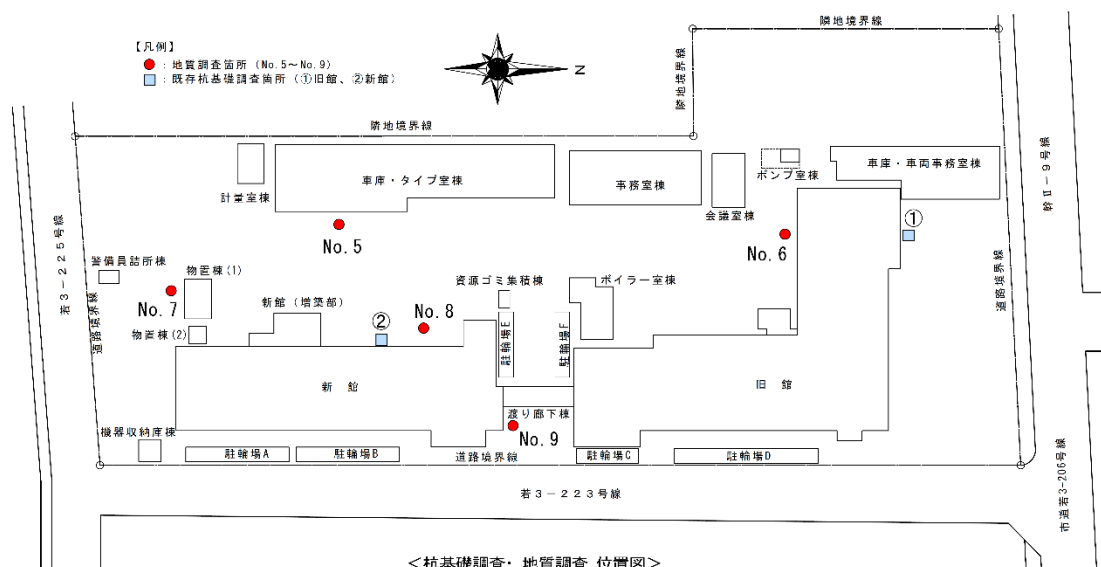 【凡例】
：地質調査箇所（No.5～No.9）
：既存杭基礎調査箇所（①旧館、②新館）
N
隣地境界線
隣地境界線
隣地境界線
計量室棟
車庫・タイプ室棟
事務室棟
会議室棟
ポンプ室棟
車庫・車両事務室棟
幹Ⅱ－９号線
若３－２２５号線
道路境界線
道路境界線
No.5
No.6
①
警備員詰所棟
物置棟(1)
No.7
物置棟(2)
新館（増築部）
②
No.8
資源ゴミ集積棟
ボイラー室棟
駐輪場E
駐輪場F
新館
旧館
渡り廊下棟
No.9
機器収納庫棟
駐輪場A
駐輪場B
道路境界線
駐輪場C
駐輪場D
若３－２２３号線
市道若3-206号線
＜杭基礎調査・地質調査 位置図＞